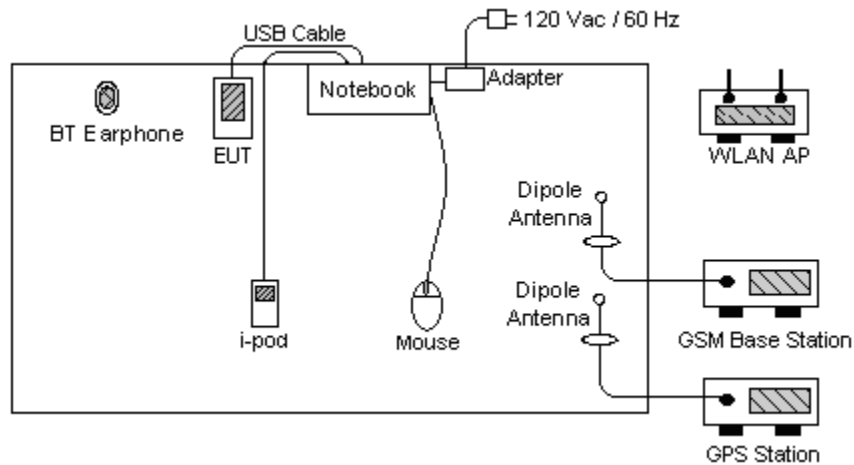 120 Vac / 60 Hz
USB Cable
Notebook
Adapter
BT Earphone
EUT
WLAN AP
Dipole
Antenna
Dipole
Antenna
i-pod
Mouse
GSM Base Station
GPS Station